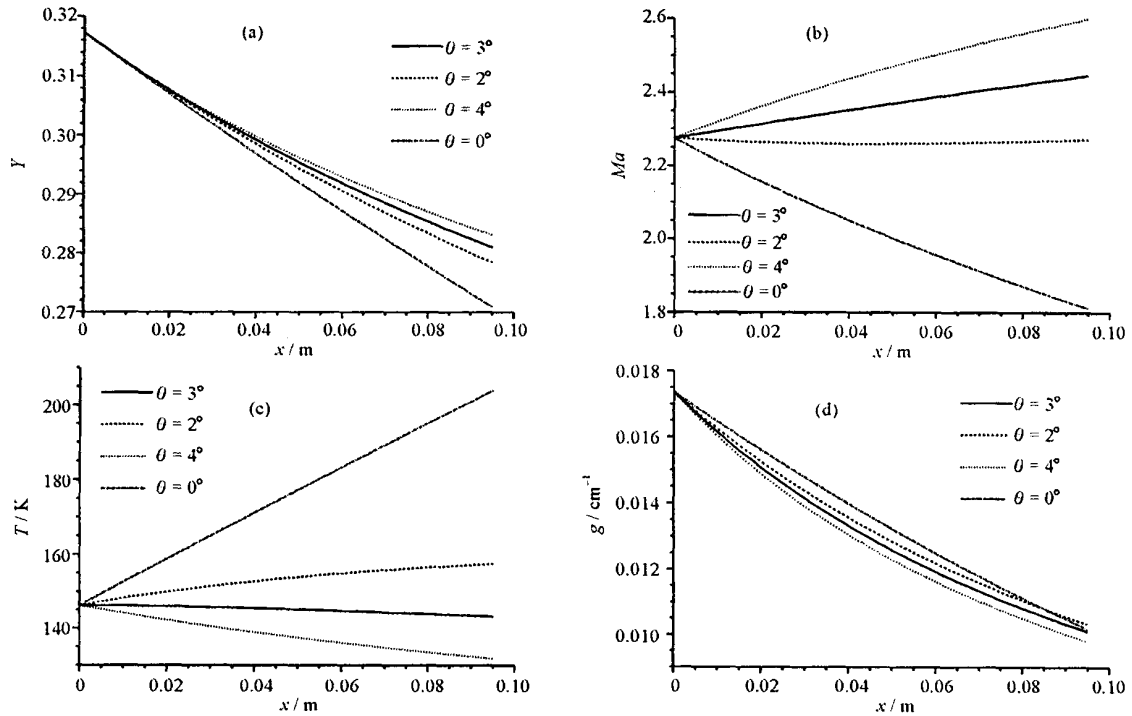 (a)
0.32
0.31
0.30
0.29
0.28
0.27
Y
θ = 3°
θ = 2°
θ = 4°
θ = 0°
0 0.02 0.04 0.06 0.08 0.10
x / m
(b)
2.6
2.4
2.2
2.0
1.8
Ma
θ = 3°
θ = 2°
θ = 4°
θ = 0°
0 0.02 0.04 0.06 0.08 0.10
x / m
(c)
200
180
160
140
T / K
θ = 3°
θ = 2°
θ = 4°
θ = 0°
0 0.02 0.04 0.06 0.08 0.10
x / m
(d)
0.018
0.016
0.014
0.012
0.010
g / cm⁻¹
θ = 3°
θ = 2°
θ = 4°
θ = 0°
0 0.02 0.04 0.06 0.08 0.10
x / m